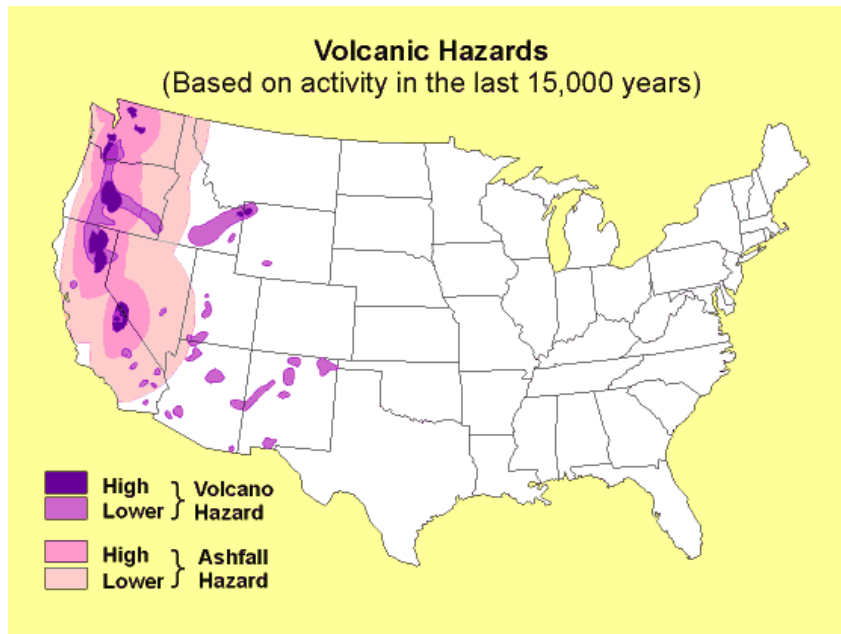 Volcanic Hazards
(Based on activity in the last 15,000 years)
High
Lower
Volcano
Hazard
High
Lower
Ashfall
Hazard